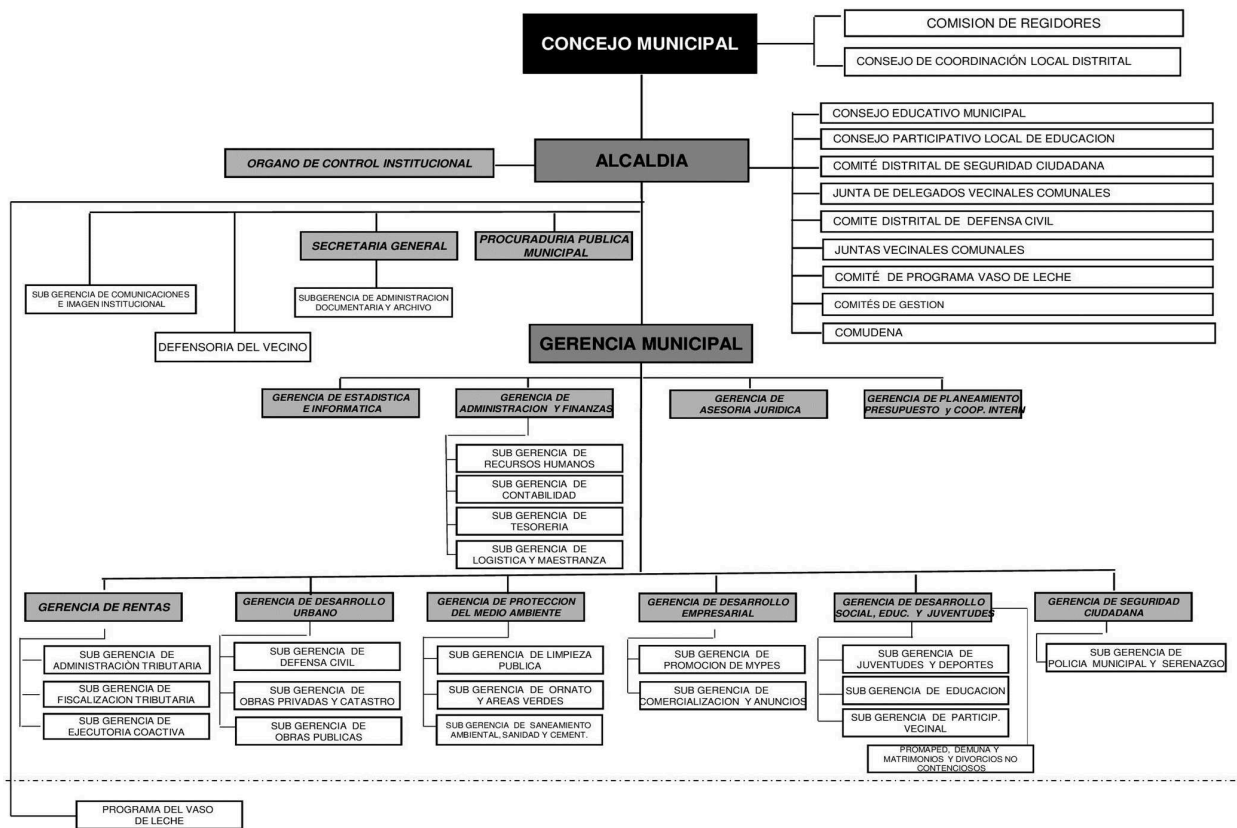 CONCEJO MUNICIPAL
COMISION DE REGIDORES
CONSEJO DE COORDINACIÓN LOCAL DISTRITAL
ORGANO DE CONTROL INSTITUCIONAL
ALCALDIA
CONSEJO EDUCATIVO MUNICIPAL
CONSEJO PARTICIPATIVO LOCAL DE EDUCACION
COMITÉ DISTRITAL DE SEGURIDAD CIUDADANA
JUNTA DE DELEGADOS VECINALES COMUNALES
COMITE DISTRITAL DE DEFENSA CIVIL
JUNTAS VECINALES COMUNALES
COMITÉ DE PROGRAMA VASO DE LECHE
COMITÉS DE GESTION
COMUDENA
SUB GERENCIA DE COMUNICACIONES
E IMAGEN INSTITUCIONAL
DEFENSORIA DEL VECINO
SECRETARIA GENERAL
SUBGERENCIA DE ADMINISTRACION
DOCUMENTARIA Y ARCHIVO
PROCURADURIA PUBLICA
MUNICIPAL
GERENCIA MUNICIPAL
GERENCIA DE ESTADISTICA
E INFORMATICA
GERENCIA DE
ADMINISTRACION Y FINANZAS
GERENCIA DE
ASESORIA JURIDICA
GERENCIA DE PLANEAMIENTO
PRESUPUESTO y COOP. INTERN
SUB GERENCIA DE
RECURSOS HUMANOS
SUB GERENCIA DE
CONTABILIDAD
SUB GERENCIA DE
TESORERIA
SUB GERENCIA DE
LOGISTICA Y MAESTRANZA
GERENCIA DE RENTAS
SUB GERENCIA DE
ADMINISTRACIÒN TRIBUTARIA
SUB GERENCIA DE
FISCALIZACION TRIBUTARIA
SUB GERENCIA DE
EJECUTORIA COACTIVA
GERENCIA DE DESARROLLO
URBANO
SUB GERENCIA DE
DEFENSA CIVIL
SUB GERENCIA DE
OBRAS PRIVADAS Y CATASTRO
SUB GERENCIA DE
OBRAS PUBLICAS
GERENCIA DE PROTECCION
DEL MEDIO AMBIENTE
SUB GERENCIA DE LIMPIEZA
PUBLICA
SUB GERENCIA DE ORNATO
Y AREAS VERDES
SUB GERENCIA DE SANEAMIENTO
AMBIENTAL, SANIDAD Y CEMENT.
GERENCIA DE DESARROLLO
EMPRESARIAL
SUB GERENCIA DE
PROMOCION DE MYPES
SUB GERENCIA DE
COMERCIALIZACION Y ANUNCIOS
GERENCIA DE DESARROLLO
SOCIAL, EDUC. Y JUVENTUDES
SUB GERENCIA DE
JUVENTUDES Y DEPORTES
SUB GERENCIA DE EDUCACION
SUB GERENCIA DE PARTICIP.
VECINAL
PROMAPED, DEMUNA Y
MATRIMONIOS Y DIVORCIOS NO
CONTENCIOSOS
GERENCIA DE SEGURIDAD
CIUDADANA
SUB GERENCIA DE
POLICIA MUNICIPAL Y SERENAZGO
PROGRAMA DEL VASO
DE LECHE